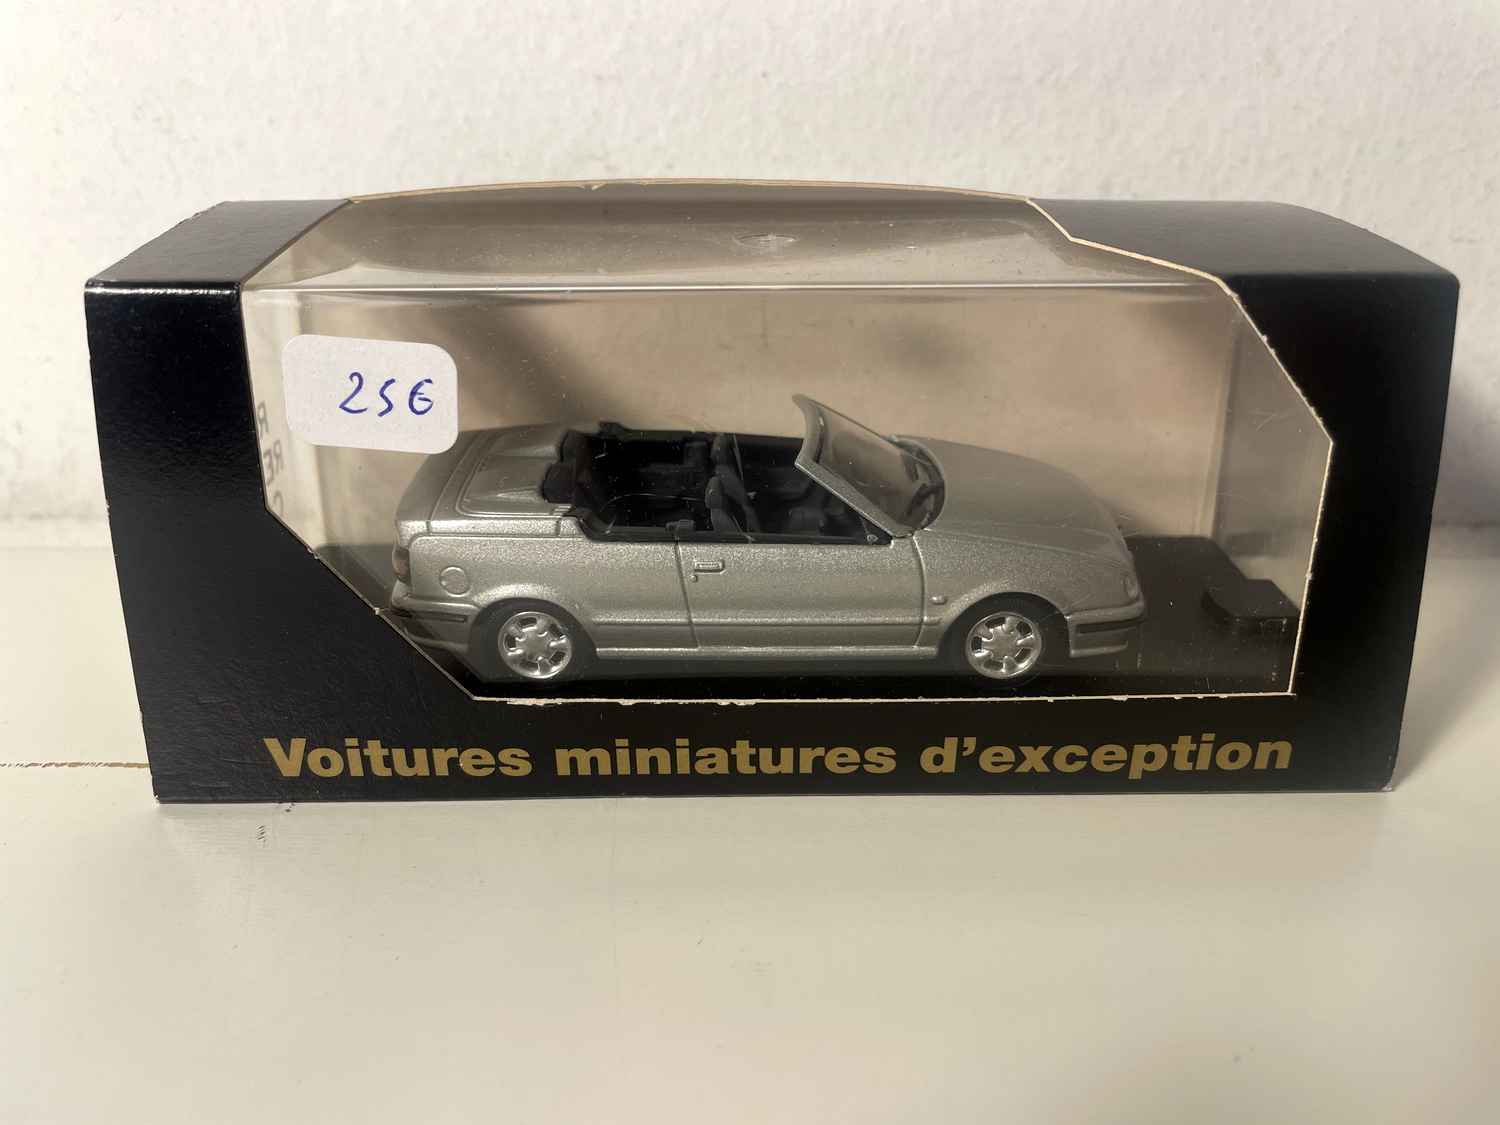 25€
Voitures miniatures d'exception